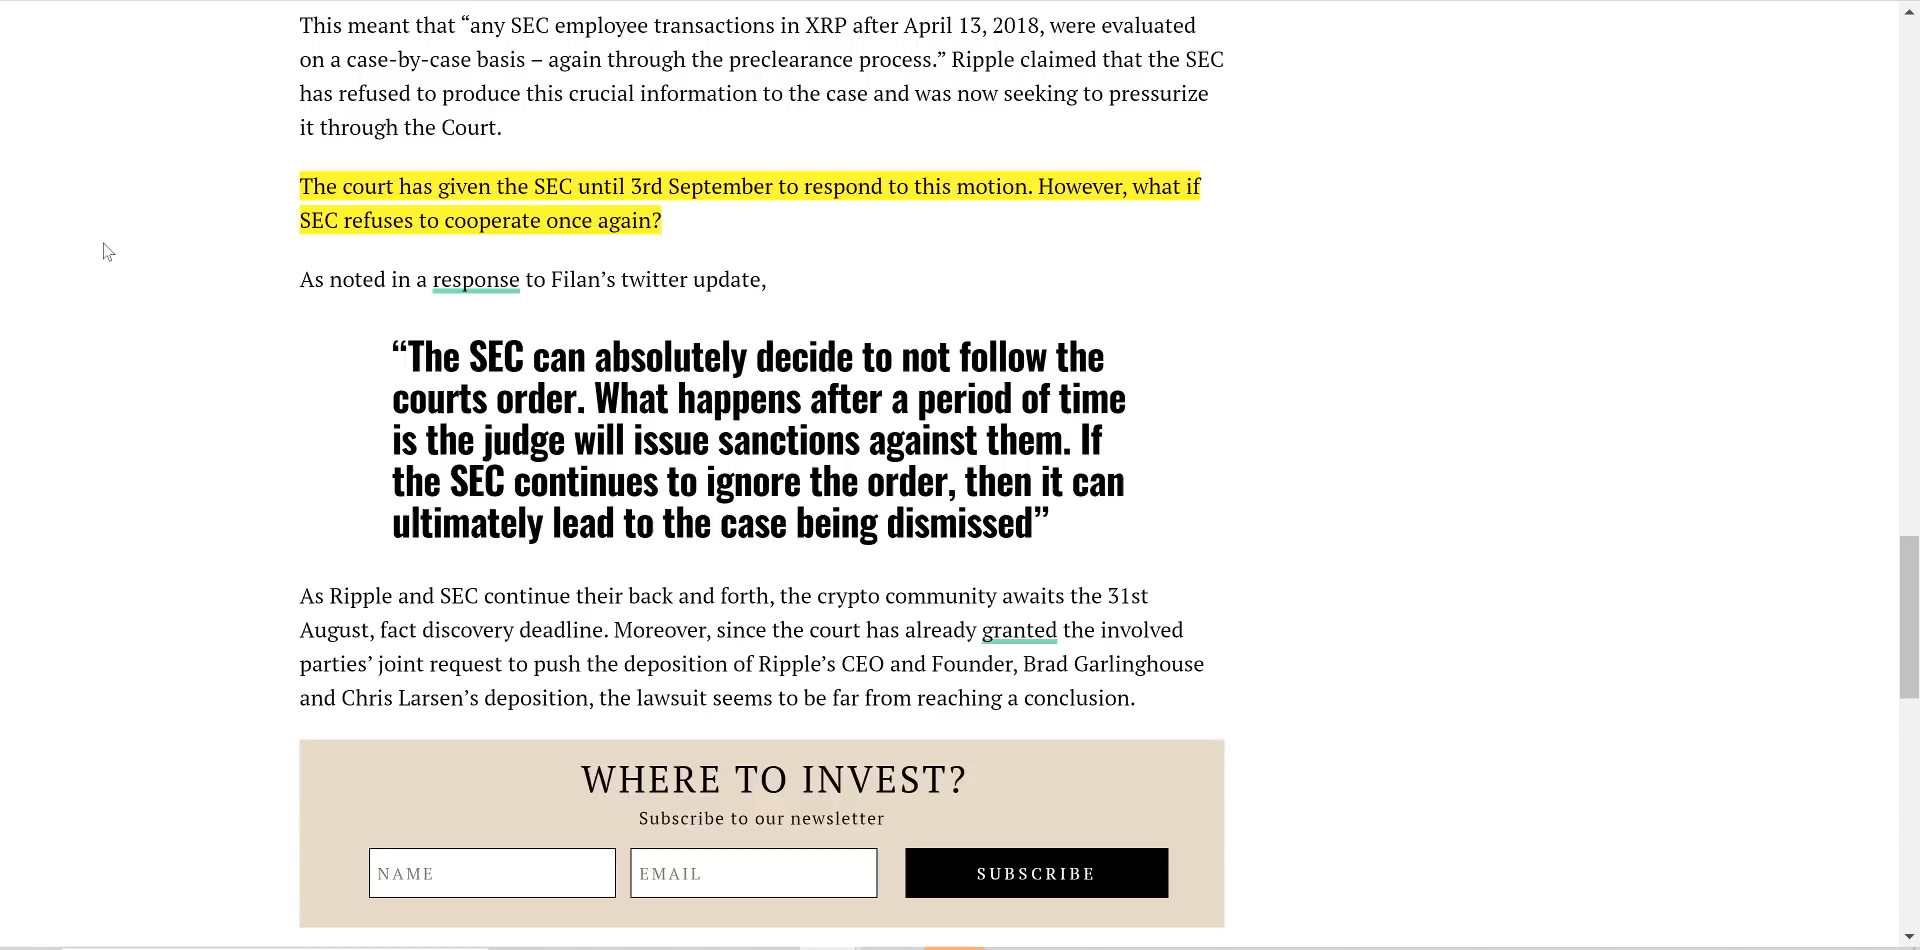 This meant that “any SEC employee transactions in XRP after April 13, 2018, were evaluated
on a case-by-case basis – again through the preclearance process.” Ripple claimed that the SEC
has refused to produce this crucial information to the case and was now seeking to pressurize
it through the Court.
The court has given the SEC until 3rd September to respond to this motion. However, what if
SEC refuses to cooperate once again?
As noted in a response to Filan’s twitter update,
“The SEC can absolutely decide to not follow the
courts order. What happens after a period of time
is the judge will issue sanctions against them. If
the SEC continues to ignore the order, then it can
ultimately lead to the case being dismissed”
As Ripple and SEC continue their back and forth, the crypto community awaits the 31st
August, fact discovery deadline. Moreover, since the court has already granted the involved
parties’ joint request to push the deposition of Ripple’s CEO and Founder, Brad Garlinghouse
and Chris Larsen’s deposition, the lawsuit seems to be far from reaching a conclusion.
WHERE TO INVEST?
Subscribe to our newsletter
NAME EMAIL SUBSCRIBE